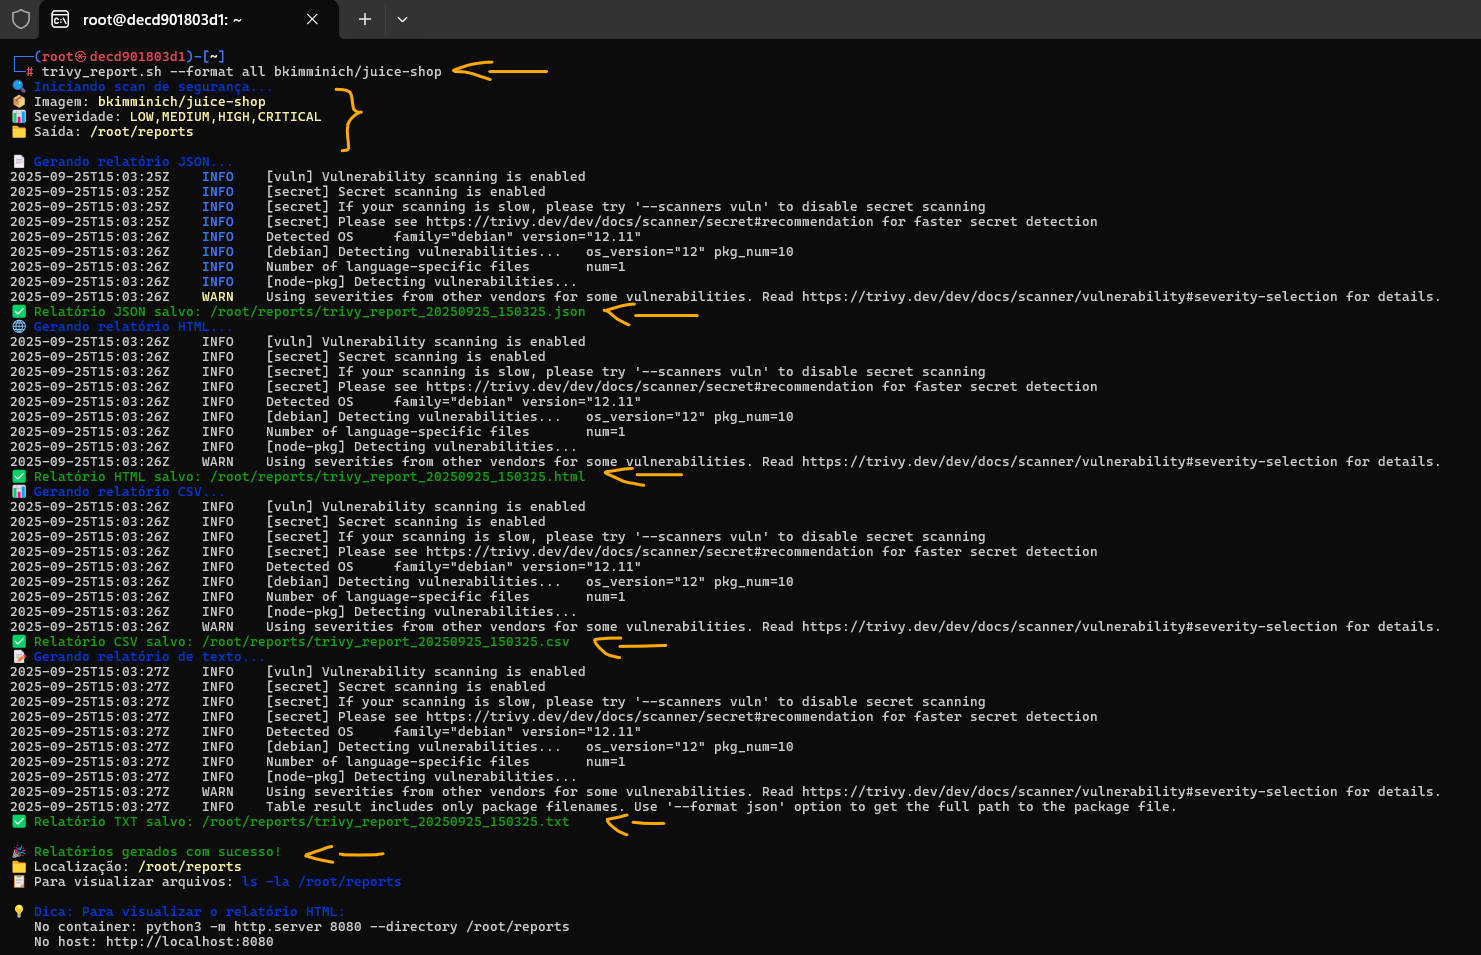 root@decd901803d1: ~
┌──(root㉿decd901803d1)-[~]
└─# trivy_report.sh --format all bkimminich/juice-shop
🔍 Iniciando scan de segurança...
📦 Imagem: bkimminich/juice-shop
📊 Severidade: LOW,MEDIUM,HIGH,CRITICAL
📁 Saída: /root/reports
📄 Gerando relatório JSON...
2025-09-25T15:03:25Z    INFO    [vuln] Vulnerability scanning is enabled
2025-09-25T15:03:25Z    INFO    [secret] Secret scanning is enabled
2025-09-25T15:03:25Z    INFO    [secret] If your scanning is slow, please try '--scanners vuln' to disable secret scanning
2025-09-25T15:03:25Z    INFO    [secret] Please see https://trivy.dev/dev/docs/scanner/secret#recommendation for faster secret detection
2025-09-25T15:03:26Z    INFO    Detected OS     family="debian" version="12.11"
2025-09-25T15:03:26Z    INFO    [debian] Detecting vulnerabilities...   os_version="12" pkg_num=10
2025-09-25T15:03:26Z    INFO    Number of language-specific files       num=1
2025-09-25T15:03:26Z    INFO    [node-pkg] Detecting vulnerabilities...
2025-09-25T15:03:26Z    WARN    Using severities from other vendors for some vulnerabilities. Read https://trivy.dev/dev/docs/scanner/vulnerability#severity-selection for details.
✅ Relatório JSON salvo: /root/reports/trivy_report_20250925_150325.json
🌐 Gerando relatório HTML...
2025-09-25T15:03:26Z    INFO    [vuln] Vulnerability scanning is enabled
2025-09-25T15:03:26Z    INFO    [secret] Secret scanning is enabled
2025-09-25T15:03:26Z    INFO    [secret] If your scanning is slow, please try '--scanners vuln' to disable secret scanning
2025-09-25T15:03:26Z    INFO    [secret] Please see https://trivy.dev/dev/docs/scanner/secret#recommendation for faster secret detection
2025-09-25T15:03:26Z    INFO    Detected OS     family="debian" version="12.11"
2025-09-25T15:03:26Z    INFO    [debian] Detecting vulnerabilities...   os_version="12" pkg_num=10
2025-09-25T15:03:26Z    INFO    Number of language-specific files       num=1
2025-09-25T15:03:26Z    INFO    [node-pkg] Detecting vulnerabilities...
2025-09-25T15:03:26Z    WARN    Using severities from other vendors for some vulnerabilities. Read https://trivy.dev/dev/docs/scanner/vulnerability#severity-selection for details.
✅ Relatório HTML salvo: /root/reports/trivy_report_20250925_150325.html
📊 Gerando relatório CSV...
2025-09-25T15:03:26Z    INFO    [vuln] Vulnerability scanning is enabled
2025-09-25T15:03:26Z    INFO    [secret] Secret scanning is enabled
2025-09-25T15:03:26Z    INFO    [secret] If your scanning is slow, please try '--scanners vuln' to disable secret scanning
2025-09-25T15:03:26Z    INFO    [secret] Please see https://trivy.dev/dev/docs/scanner/secret#recommendation for faster secret detection
2025-09-25T15:03:26Z    INFO    Detected OS     family="debian" version="12.11"
2025-09-25T15:03:26Z    INFO    [debian] Detecting vulnerabilities...   os_version="12" pkg_num=10
2025-09-25T15:03:26Z    INFO    Number of language-specific files       num=1
2025-09-25T15:03:26Z    INFO    [node-pkg] Detecting vulnerabilities...
2025-09-25T15:03:26Z    WARN    Using severities from other vendors for some vulnerabilities. Read https://trivy.dev/dev/docs/scanner/vulnerability#severity-selection for details.
✅ Relatório CSV salvo: /root/reports/trivy_report_20250925_150325.csv
📝 Gerando relatório de texto...
2025-09-25T15:03:27Z    INFO    [vuln] Vulnerability scanning is enabled
2025-09-25T15:03:27Z    INFO    [secret] Secret scanning is enabled
2025-09-25T15:03:27Z    INFO    [secret] If your scanning is slow, please try '--scanners vuln' to disable secret scanning
2025-09-25T15:03:27Z    INFO    [secret] Please see https://trivy.dev/dev/docs/scanner/secret#recommendation for faster secret detection
2025-09-25T15:03:27Z    INFO    Detected OS     family="debian" version="12.11"
2025-09-25T15:03:27Z    INFO    [debian] Detecting vulnerabilities...   os_version="12" pkg_num=10
2025-09-25T15:03:27Z    INFO    Number of language-specific files       num=1
2025-09-25T15:03:27Z    INFO    [node-pkg] Detecting vulnerabilities...
2025-09-25T15:03:27Z    WARN    Using severities from other vendors for some vulnerabilities. Read https://trivy.dev/dev/docs/scanner/vulnerability#severity-selection for details.
2025-09-25T15:03:27Z    INFO    Table result includes only package filenames. Use '--format json' option to get the full path to the package file.
✅ Relatório TXT salvo: /root/reports/trivy_report_20250925_150325.txt
🎉 Relatórios gerados com sucesso!
📁 Localização: /root/reports
📋 Para visualizar arquivos: ls -la /root/reports
💡 Dica: Para visualizar o relatório HTML:
No container: python3 -m http.server 8080 --directory /root/reports
No host: http://localhost:8080